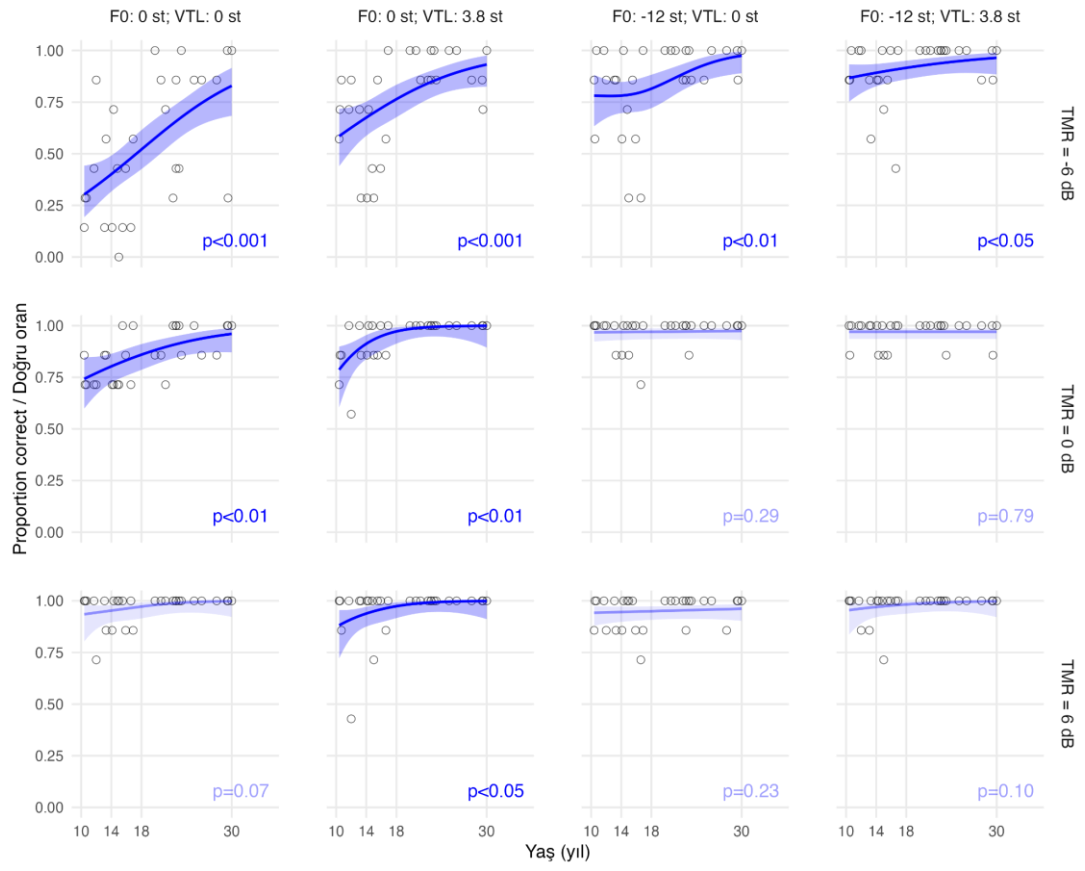 F0: 0 st; VTL: 0 st
F0: 0 st; VTL: 3.8 st
F0: -12 st; VTL: 0 st
F0: -12 st; VTL: 3.8 st
1.00
0.75
0.50
0.25
0.00
p<0.001
p<0.001
p<0.01
p<0.05
TMR = -6 dB
Proportion correct / Doğru oran
1.00
0.75
0.50
0.25
0.00
p<0.01
p<0.01
p=0.29
p=0.79
TMR = 0 dB
1.00
0.75
0.50
0.25
0.00
p=0.07
p<0.05
p=0.23
p=0.10
TMR = 6 dB
10 14 18 30
10 14 18 30
10 14 18 30
10 14 18 30
Yaş (yıl)